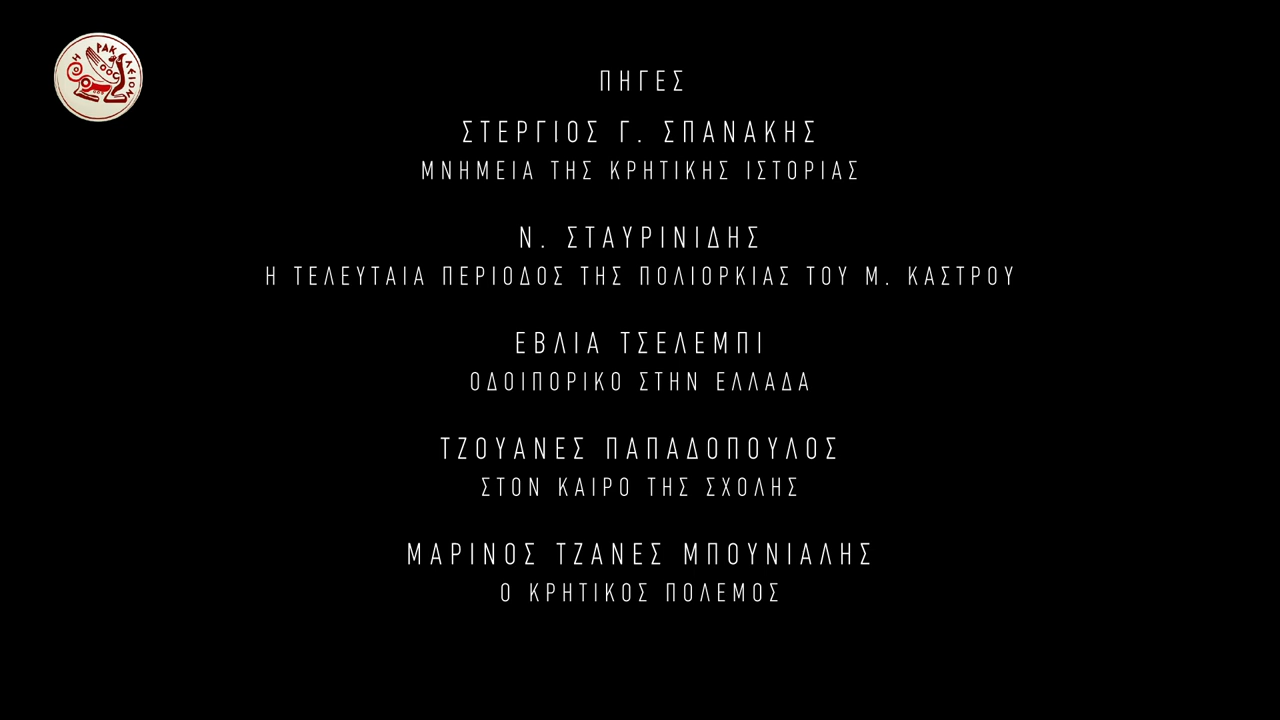 ΗΡΑΚΛΕΙΟΝ
ΠΗΓΕΣ
ΣΤΕΡΓΙΟΣ Γ. ΣΠΑΝΑΚΗΣ
ΜΝΗΜΕΙΑ ΤΗΣ ΚΡΗΤΙΚΗΣ ΙΣΤΟΡΙΑΣ
Ν. ΣΤΑΥΡΙΝΙΔΗΣ
Η ΤΕΛΕΥΤΑΙΑ ΠΕΡΙΟΔΟΣ ΤΗΣ ΠΟΛΙΟΡΚΙΑΣ ΤΟΥ Μ. ΚΑΣΤΡΟΥ
ΕΒΛΙΑ ΤΣΕΛΕΜΠΙ
ΟΔΟΙΠΟΡΙΚΟ ΣΤΗΝ ΕΛΛΑΔΑ
ΤΖΟΥΑΝΕΣ ΠΑΠΑΔΟΠΟΥΛΟΣ
ΣΤΟΝ ΚΑΙΡΟ ΤΗΣ ΣΧΟΛΗΣ
ΜΑΡΙΝΟΣ ΤΖΑΝΕΣ ΜΠΟΥΝΙΑΛΗΣ
Ο ΚΡΗΤΙΚΟΣ ΠΟΛΕΜΟΣ